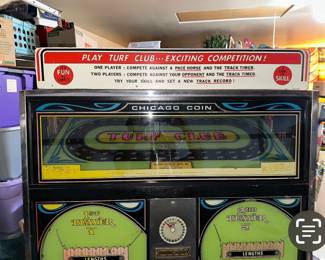 PLAY TURF CLUB...EXCITING COMPETITION!
ONE PLAYER: COMPETE AGAINST A PACE HORSE AND THE TRACK TIMER.
TWO PLAYERS: COMPETE AGAINST YOUR OPPONENT AND THE TRACK TIMER.
TRY YOUR SKILL AND SET A NEW TRACK RECORD!
FUN
SKILL
CHICAGO COIN
TURF CLUB
PLAYER
PLAYER
LENGTHS
LENGTHS